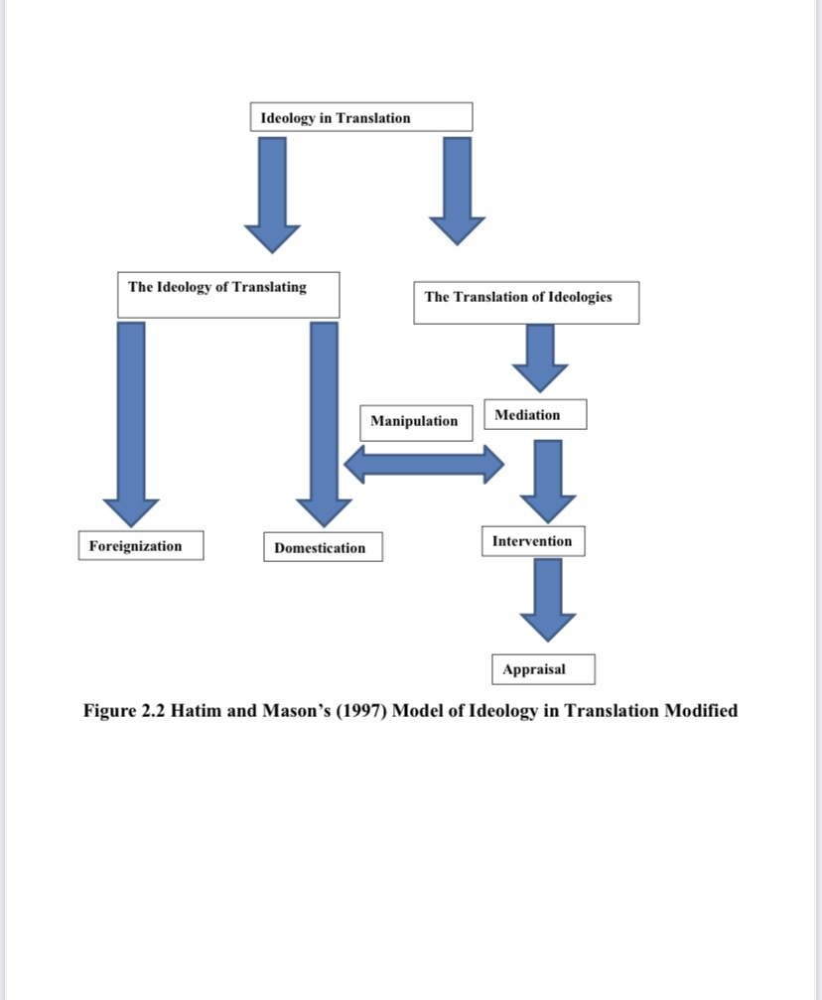 Ideology in Translation
The Ideology of Translating
The Translation of Ideologies
Manipulation
Mediation
Foreignization
Domestication
Intervention
Appraisal
Figure 2.2 Hatim and Mason’s (1997) Model of Ideology in Translation Modified